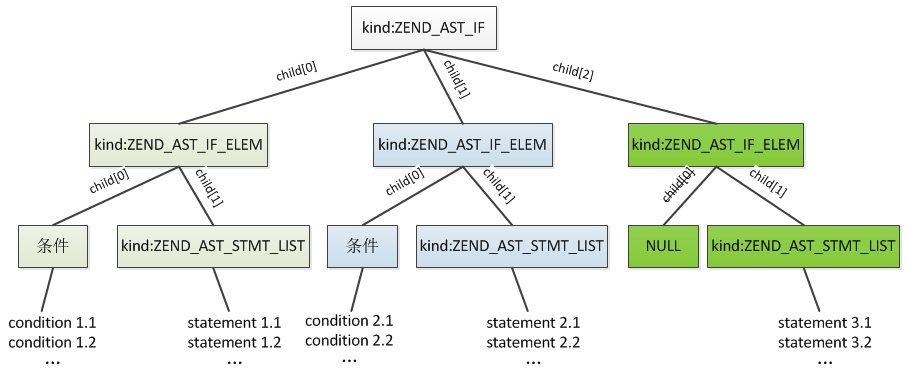 kind:ZEND_AST_IF
child[0]
child[1]
child[2]
kind:ZEND_AST_IF_ELEM
kind:ZEND_AST_IF_ELEM
kind:ZEND_AST_IF_ELEM
child[0]
child[1]
child[0]
child[1]
child[0]
child[1]
条件
kind:ZEND_AST_STMT_LIST
条件
kind:ZEND_AST_STMT_LIST
NULL
kind:ZEND_AST_STMT_LIST
condition 1.1
condition 1.2
...
statement 1.1
statement 1.2
...
condition 2.1
condition 2.2
...
statement 2.1
statement 2.2
...
statement 3.1
statement 3.2
...